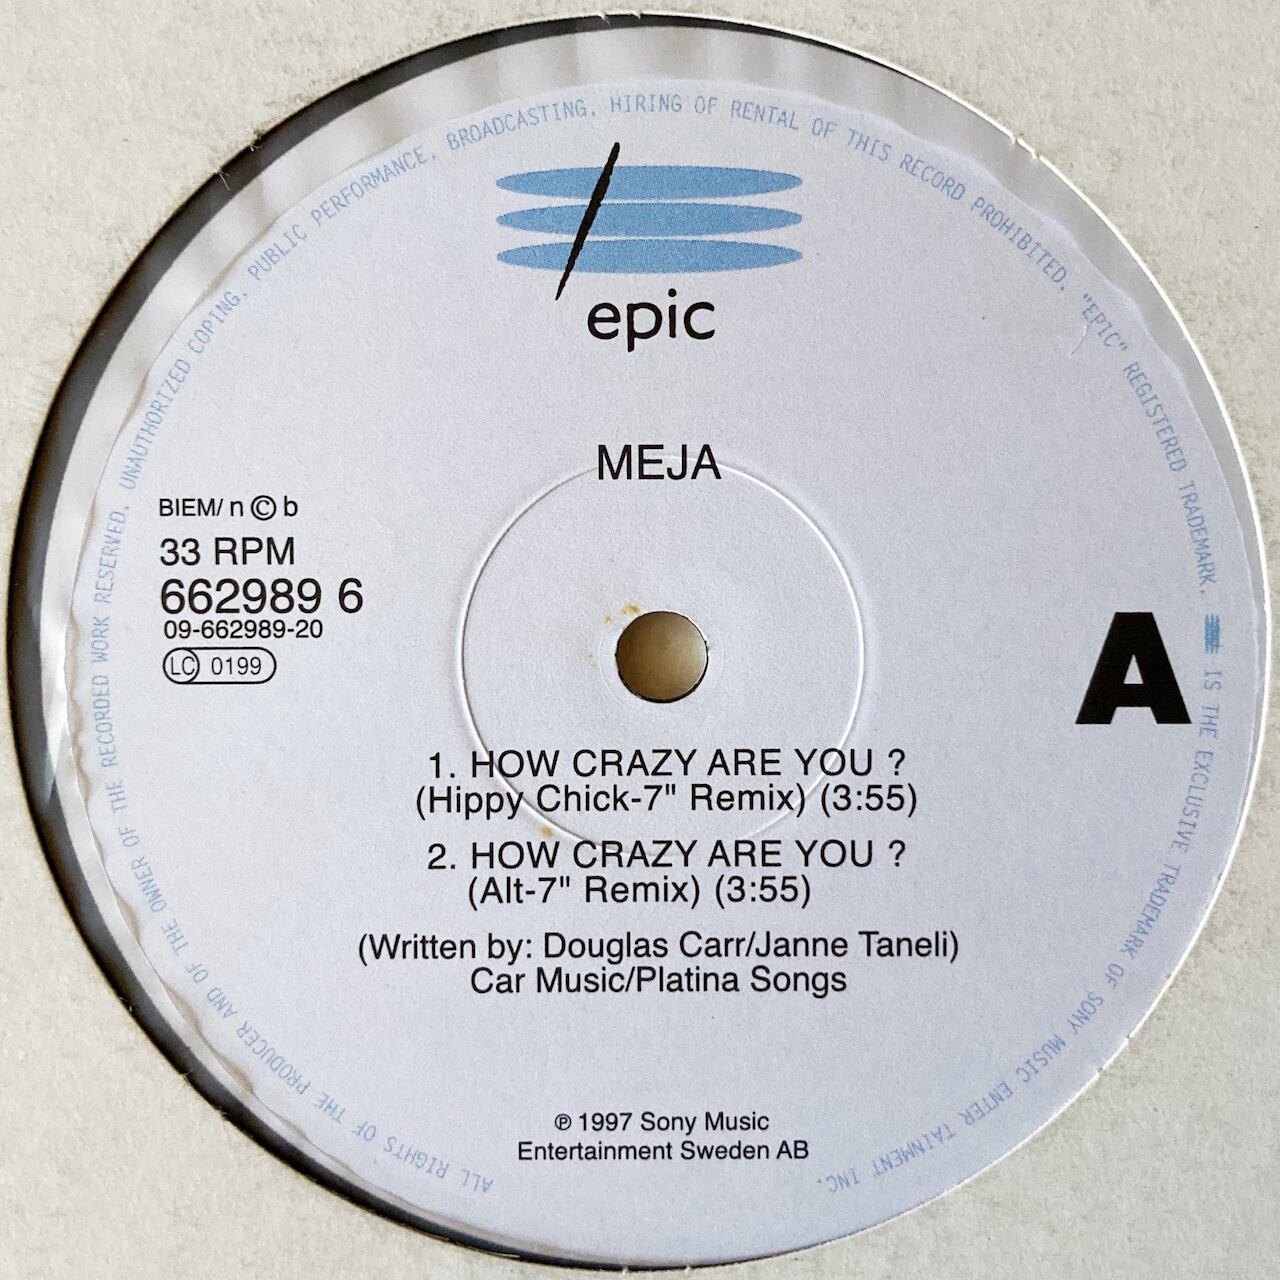 ALL RIGHTS OF THE PRODUCER AND OF THE OWNER OF THE RECORDED WORK RESERVED. UNAUTHORIZED COPING, PUBLIC PERFORMANCE, BROADCASTING, HIRING OF RENTAL OF THIS RECORD PROHIBITED. "EPIC" REGISTERED TRADEMARK. IS THE EXCLUSIVE TRADEMARK OF SONY MUSIC ENTER TAINMENT INC.
epic
MEJA
BIEM/ n © b
33 RPM
662989 6
09-662989-20
LC 0199
A
1. HOW CRAZY ARE YOU ?
(Hippy Chick-7" Remix) (3:55)
2. HOW CRAZY ARE YOU ?
(Alt-7" Remix) (3:55)
(Written by: Douglas Carr/Janne Taneli)
Car Music/Platina Songs
℗ 1997 Sony Music
Entertainment Sweden AB